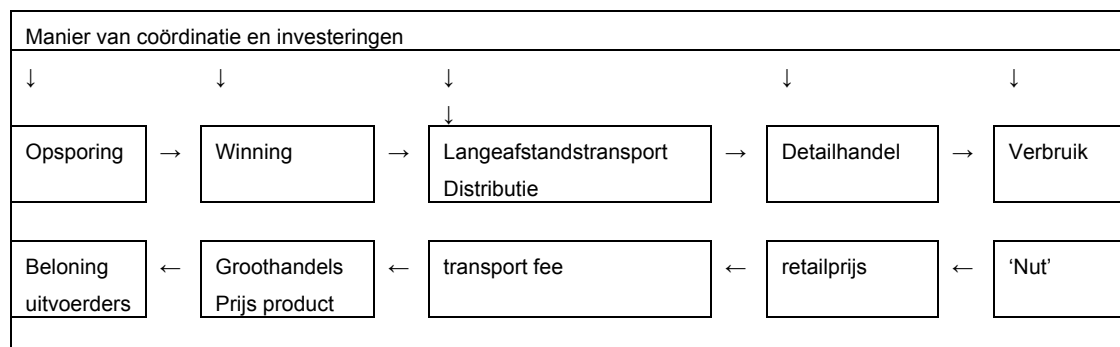 Manier van coördinatie en investeringen
↓ ↓ ↓ ↓ ↓
↓
Opsporing → Winning → Langeafstandstransport → Detailhandel → Verbruik
Distributie
Beloning ← Groothandels ← transport fee ← retailprijs ← ‘Nut’
uitvoerders Prijs product